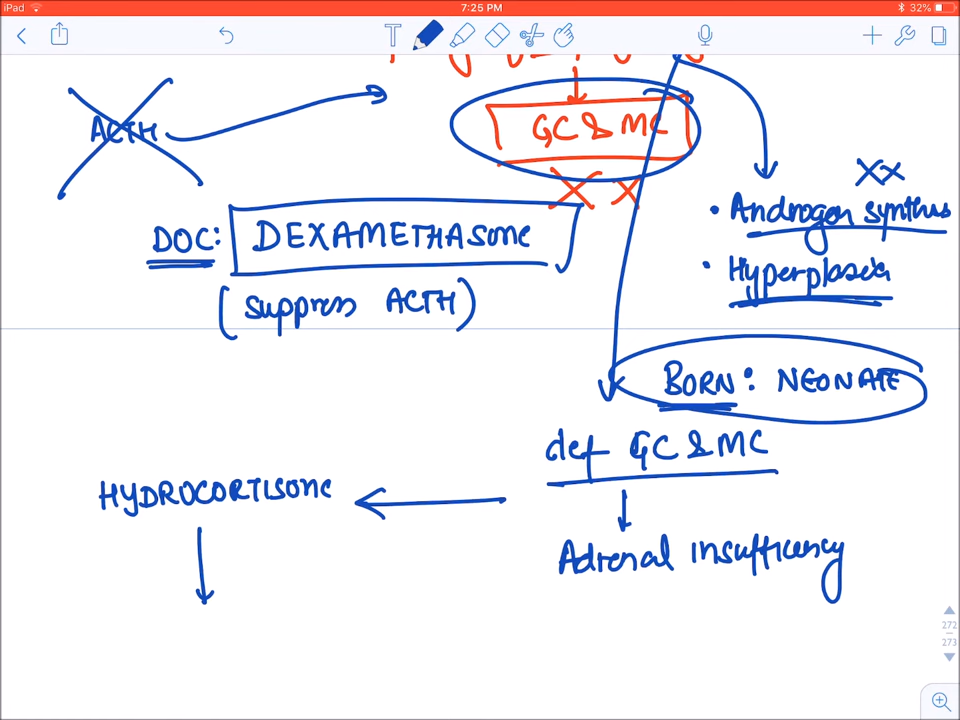 iPad
7:25 PM
32%
T
GC & MC
ACTH
XX
• Androgen synthesis
DOC: DEXAMETHASONE
(suppress ACTH)
• Hyperplasia
BORN: NEONATE
def GC & MC
HYDROCORTISONE
Adrenal insufficiency
272
273